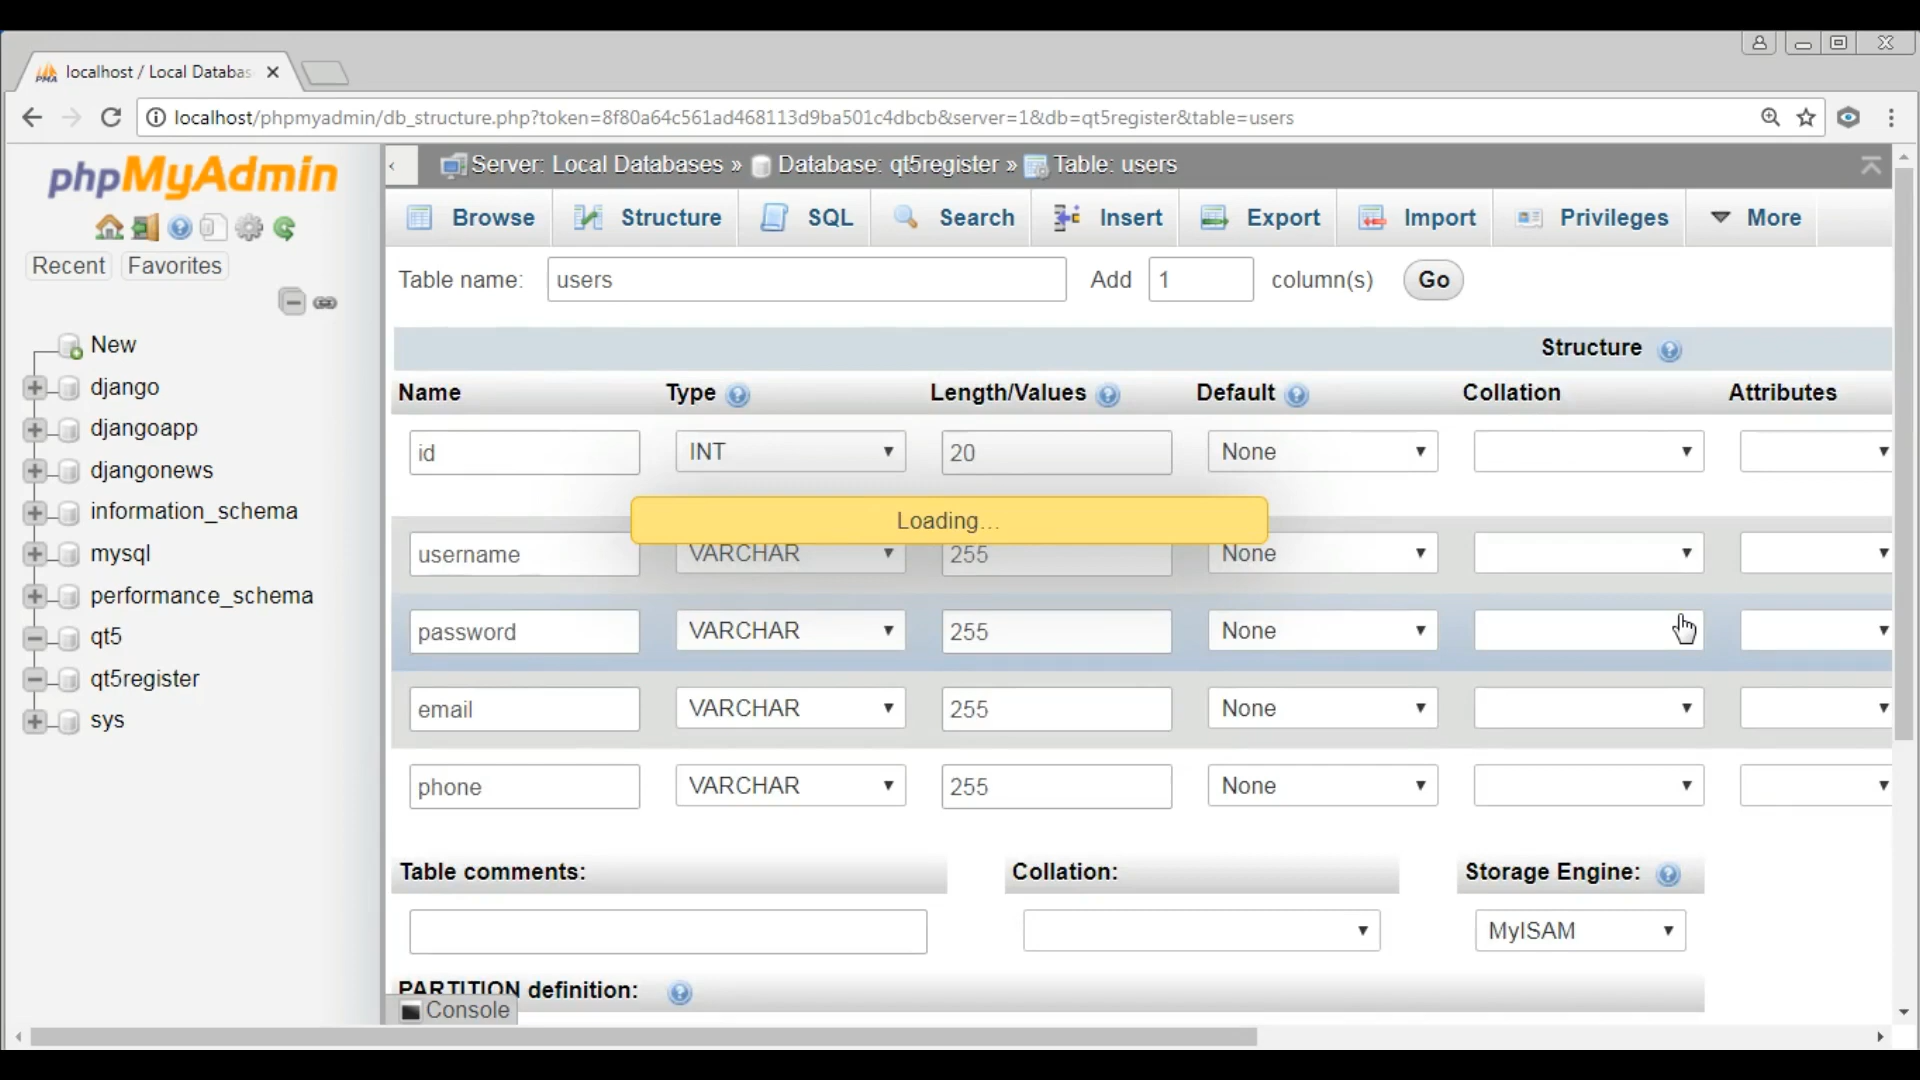 localhost / Local Databas
localhost/phpmyadmin/db_structure.php?token=8f80a64c561ad468113d9ba501c4dbcb&server=1&db=qt5register&table=users
phpMyAdmin
Server: Local Databases » Database: qt5register » Table: users
Browse Structure SQL Search Insert Export Import Privileges More
Recent Favorites
Table name: users Add 1 column(s) Go
New
django
djangoapp
djangonews
information_schema
mysql
performance_schema
qt5
qt5register
sys
Structure
Name Type Length/Values Default Collation Attributes
id INT 20 None
Loading...
username VARCHAR 255 None
password VARCHAR 255 None
email VARCHAR 255 None
phone VARCHAR 255 None
Table comments: Collation: Storage Engine:
MyISAM
PARTITION definition:
Console